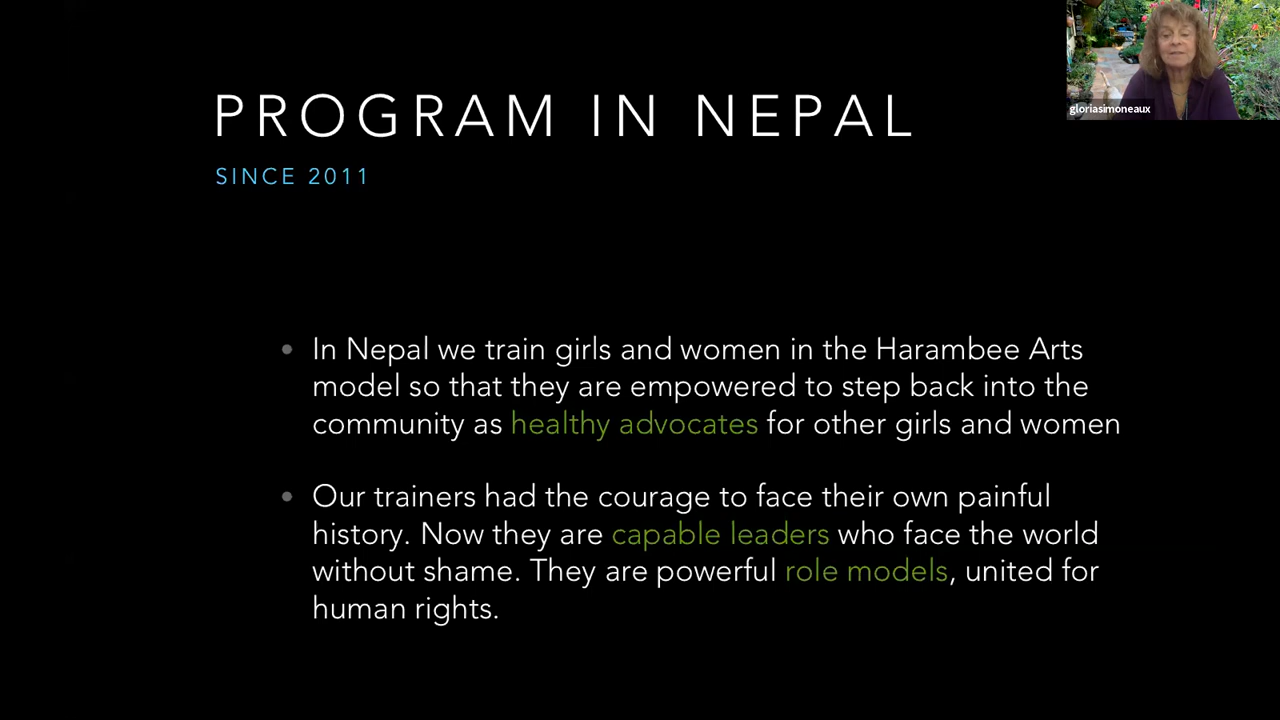 gloriasimoneaux
PROGRAM IN NEPAL
SINCE 2011
• In Nepal we train girls and women in the Harambee Arts
model so that they are empowered to step back into the
community as healthy advocates for other girls and women
• Our trainers had the courage to face their own painful
history. Now they are capable leaders who face the world
without shame. They are powerful role models, united for
human rights.